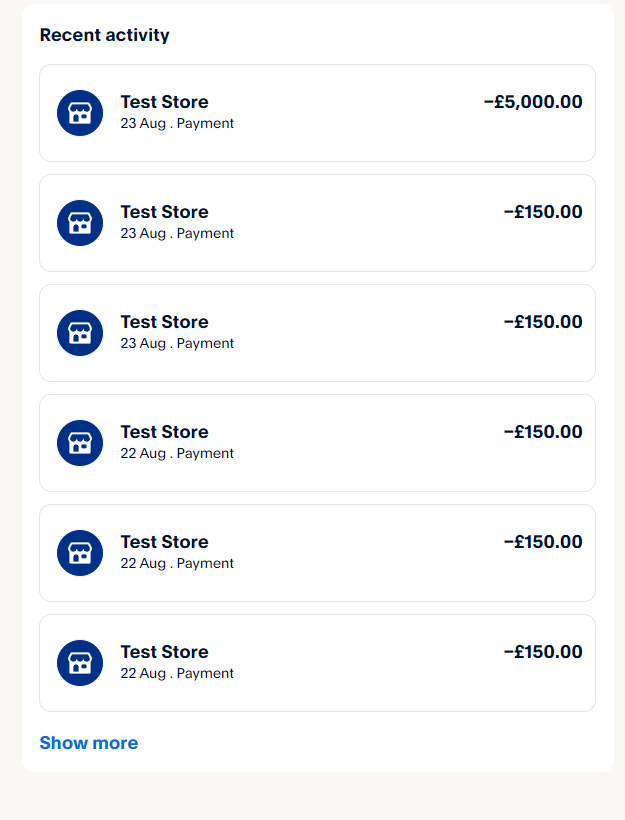 Recent activity
Test Store
−£5,000.00
23 Aug . Payment
Test Store
−£150.00
23 Aug . Payment
Test Store
−£150.00
23 Aug . Payment
Test Store
−£150.00
22 Aug . Payment
Test Store
−£150.00
22 Aug . Payment
Test Store
−£150.00
22 Aug . Payment
Show more